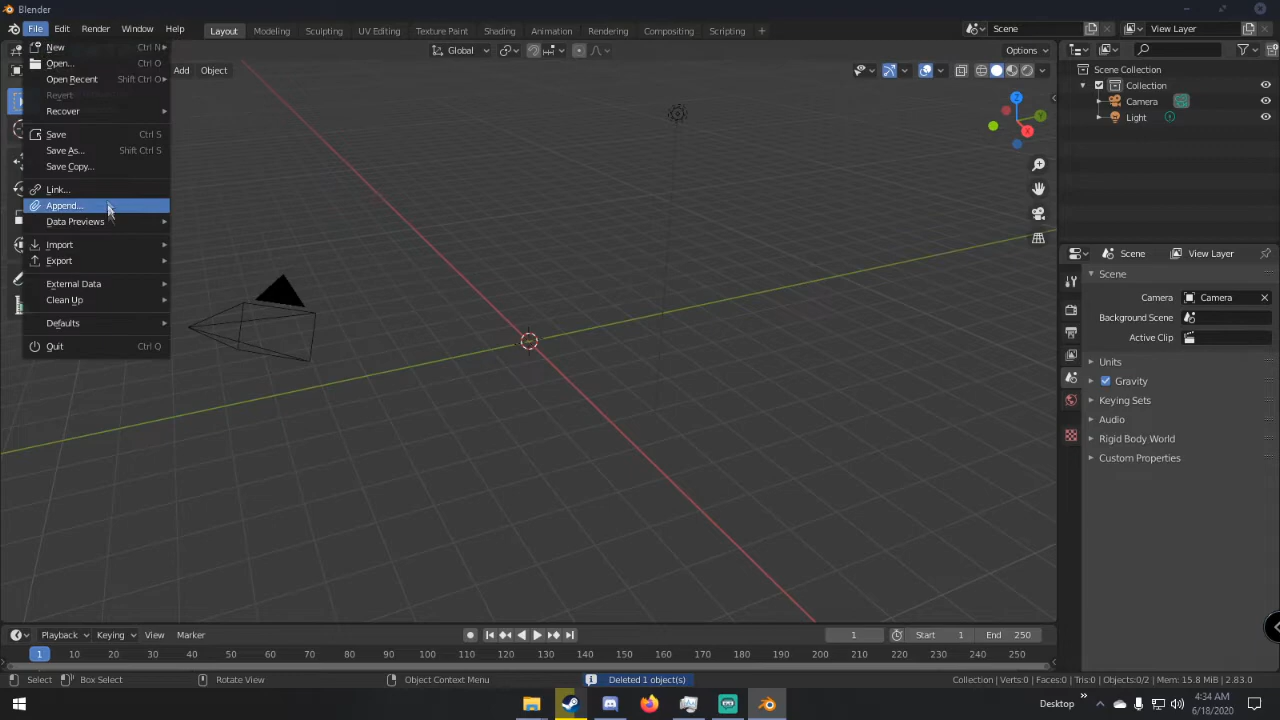 Blender
File Edit Render Window Help
Layout Modeling Sculpting UV Editing Texture Paint Shading Animation Rendering Compositing Scripting +
Scene
View Layer
Global
Options
Add Object
New Ctrl N
Open... Ctrl O
Open Recent Shift Ctrl O
Revert
Recover
Save Ctrl S
Save As... Shift Ctrl S
Save Copy...
Link...
Append...
Data Previews
Import
Export
External Data
Clean Up
Defaults
Quit Ctrl Q
Z
Y
X
Scene Collection
Collection
Camera
Light
Scene View Layer
Scene
Camera Camera
Background Scene
Active Clip
Units
Gravity
Keying Sets
Audio
Rigid Body World
Custom Properties
Playback Keying View Marker
1 Start 1 End 250
1 10 20 30 40 50 60 70 80 90 100 110 120 130 140 150 160 170 180 190 200 210 220 230 240 250
Select Box Select Rotate View Object Context Menu Deleted 1 object(s) Collection | Verts:0 | Faces:0 | Tris:0 | Objects:0/2 | Mem: 15.8 MiB | 2.83.0
Desktop
4:34 AM
6/18/2020